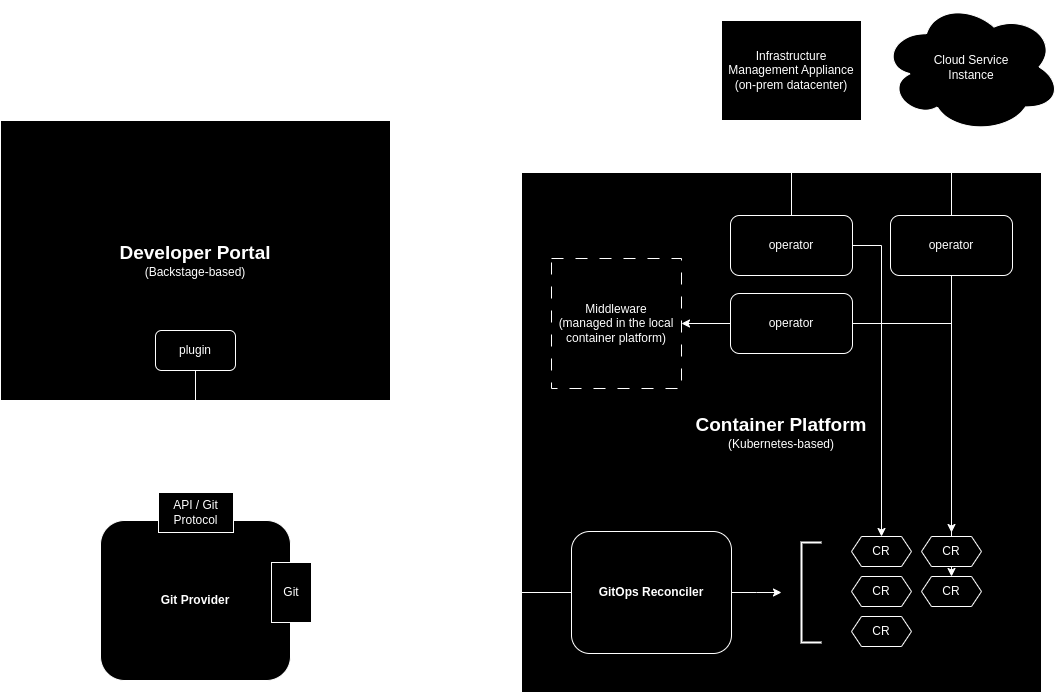 Infrastructure
Management Appliance
(on-prem datacenter)
Cloud Service
Instance
Developer Portal
(Backstage-based)
plugin
operator
operator
Middleware
(managed in the local
container platform)
operator
Container Platform
(Kubernetes-based)
API / Git
Protocol
Git Provider
Git
GitOps Reconciler
CR
CR
CR
CR
CR